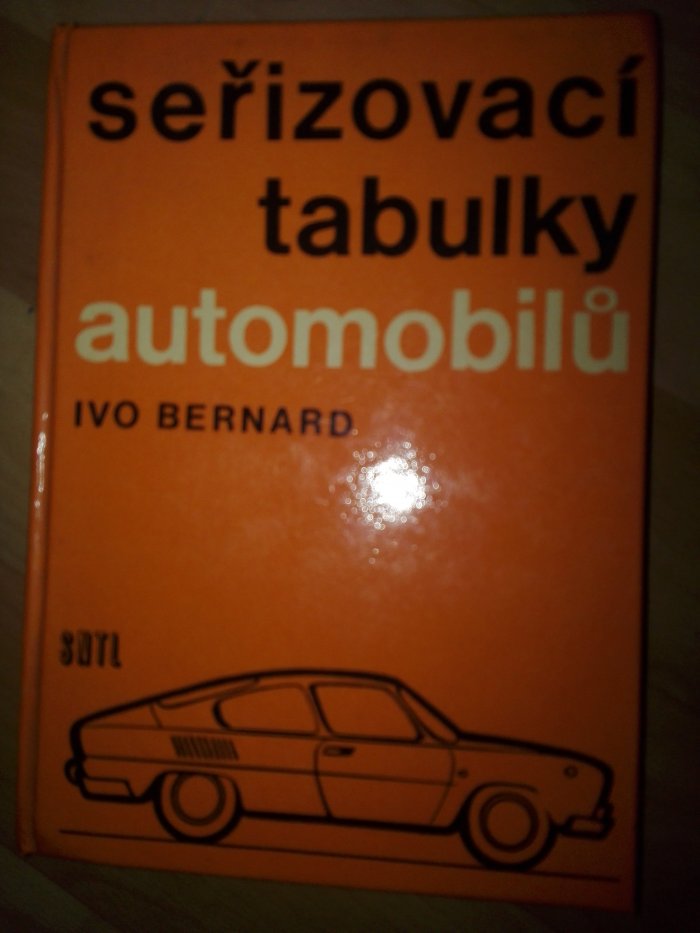 seřizovací
tabulky
automobilů
IVO BERNARD
SNTL